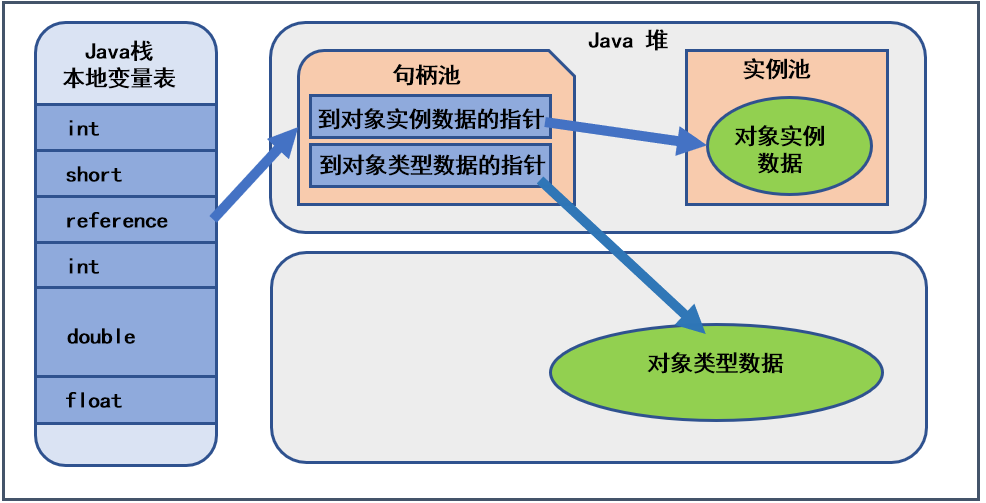 Java栈
本地变量表
int
short
reference
int
double
float
Java 堆
句柄池
到对象实例数据的指针
到对象类型数据的指针
实例池
对象实例
数据
对象类型数据